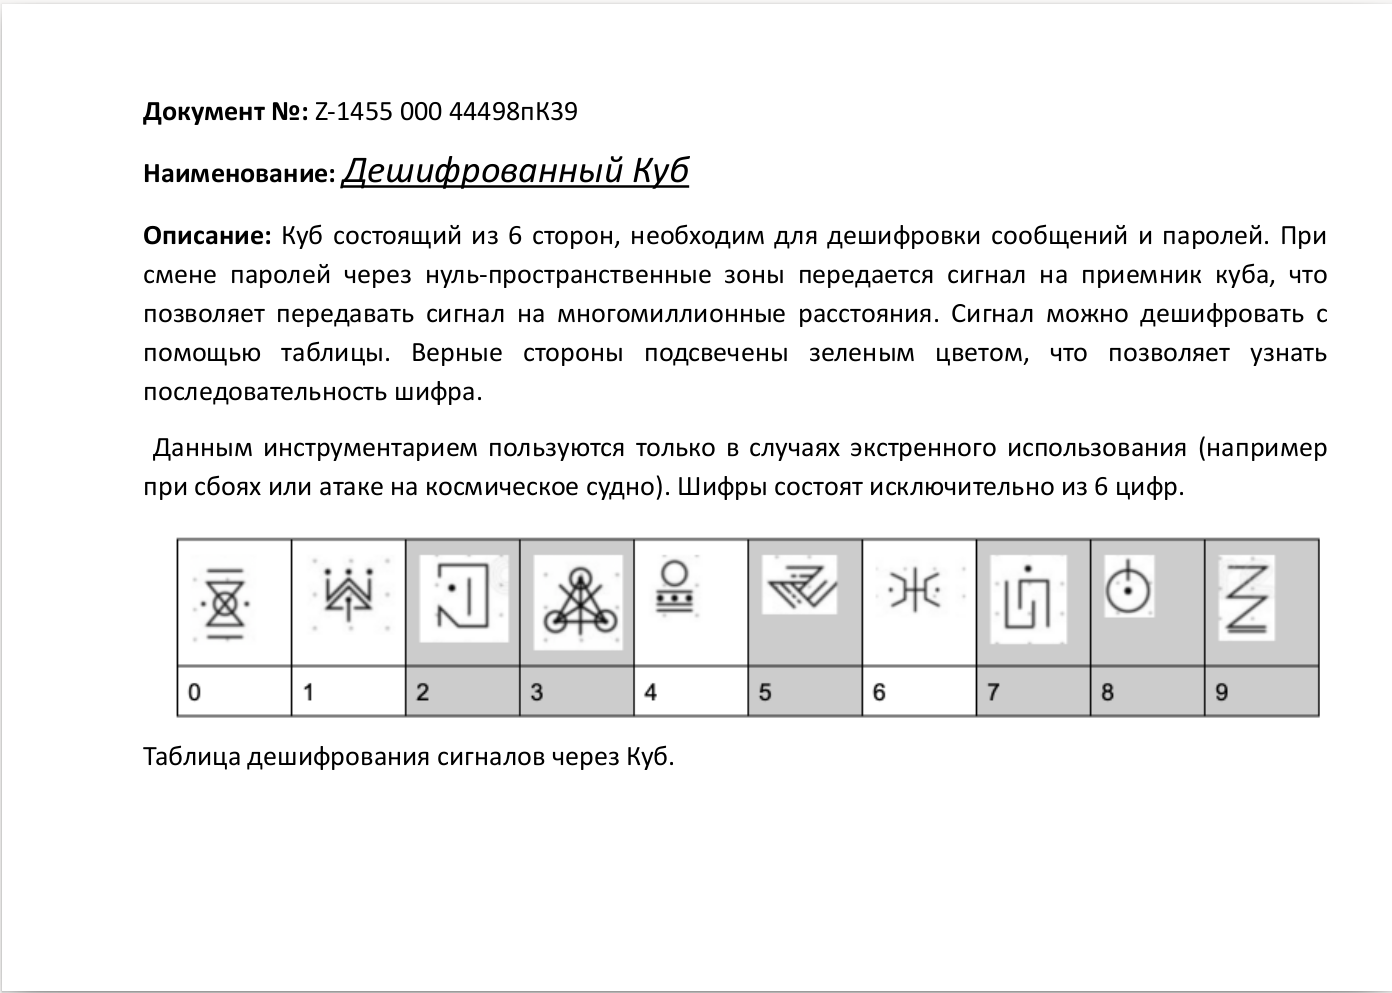 Документ №: Z-1455 000 44498пК39
Наименование: Дешифрованный Куб
Описание: Куб состоящий из 6 сторон, необходим для дешифровки сообщений и паролей. При
смене паролей через нуль-пространственные зоны передается сигнал на приемник куба, что
позволяет передавать сигнал на многомиллионные расстояния. Сигнал можно дешифровать с
помощью таблицы. Верные стороны подсвечены зеленым цветом, что позволяет узнать
последовательность шифра.
Данным инструментарием пользуются только в случаях экстренного использования (например
при сбоях или атаке на космическое судно). Шифры состоят исключительно из 6 цифр.
0 1 2 3 4 5 6 7 8 9
Таблица дешифрования сигналов через Куб.